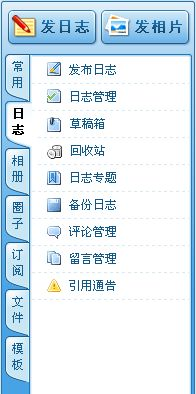 发日志
发相片
常用
日志
相册
圈子
订阅
文件
模板
发布日志
日志管理
草稿箱
回收站
日志专题
备份日志
评论管理
留言管理
引用通告